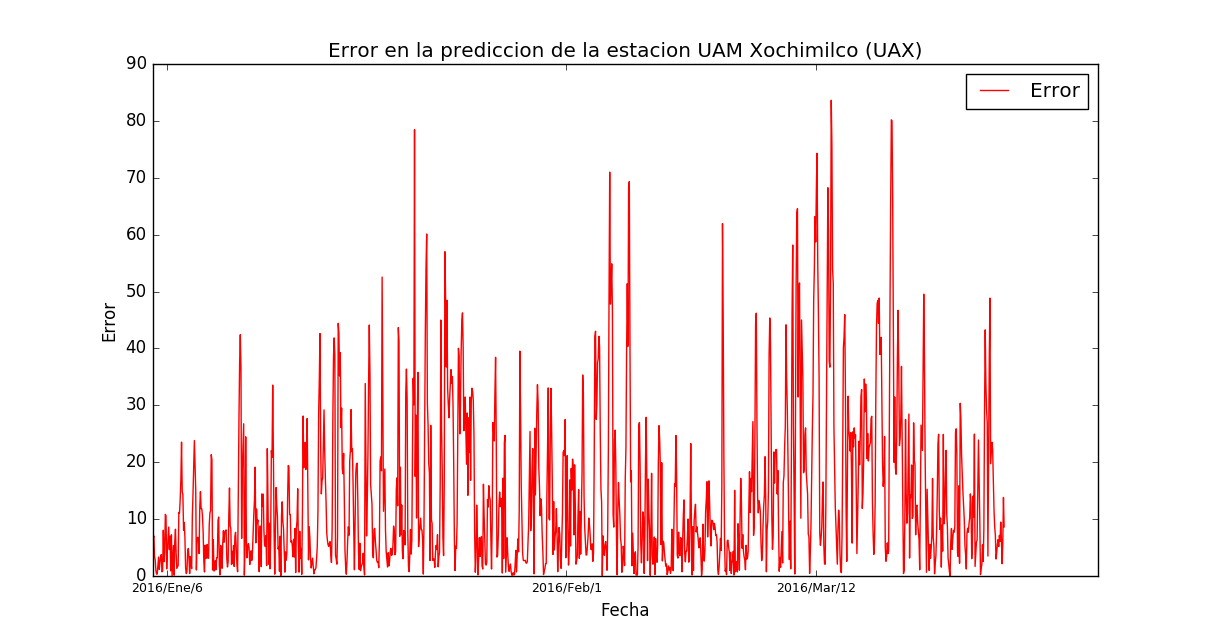 Error en la prediccion de la estacion UAM Xochimilco (UAX)
90
80
70
60
50
40
30
20
10
0
Error
Error
2016/Ene/6
2016/Feb/1
2016/Mar/12
Fecha